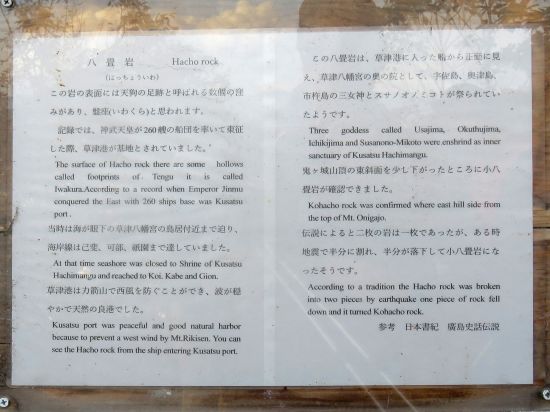 八 畳 岩 Hacho rock
(はっちょういわ)
この岩の表面には天狗の足跡と呼ばれる数個の窪
みがあり、盤座(いわくら)と思われます。
記録では、神武天皇が260艘の船団を率いて東征
した際、草津港が基地とされていました。
The surface of Hacho rock there are some hollows
called footprints of Tengu it is called
Iwakura.According to a record when Emperor Jinmu
conquered the East with 260 ships base was Kusatsu
port .
当時は海が眼下の草津八幡宮の鳥居付近まで迫り、
海岸線は己斐、可部、祇園まで達していました。
At that time seashore was closed to Shrine of Kusatsu
Hachimangu and reached to Koi, Kabe and Gion.
草津港は力箭山で西風を防ぐことができ、波が穏
やかで天然の良港でした。
Kusatsu port was peaceful and good natural harbor
because to prevent a west wind by Mt.Rikisen. You can
see the Hacho rock from the ship entering Kusatsu port.
この八畳岩は、草津港に入った船から正面に見
え、草津八幡宮の奥の院として、宇佐島、奥津島、
市杵島の三女神とスサノオノミコトが祭られてい
たようです。
Three goddess called Usajima, Okuthujima,
Ichikijima and Susanono-Mikoto were enshrind as inner
sanctuary of Kusatsu Hachimangu.
鬼ヶ城山頂の東斜面を少し下がったところに小八
畳岩が確認できました。
Kohacho rock was confirmed where east hill side from
the top of Mt. Onigajo.
伝説によると二枚の岩は一枚であったが、ある時
地震で半分に割れ、半分が落下して小八畳岩にな
ったそうです。
According to a tradition the Hacho rock was broken
into two pieces by earthquake one piece of rock fell
down and it turned Kohacho rock.
参考 日本書紀 廣島史話伝説